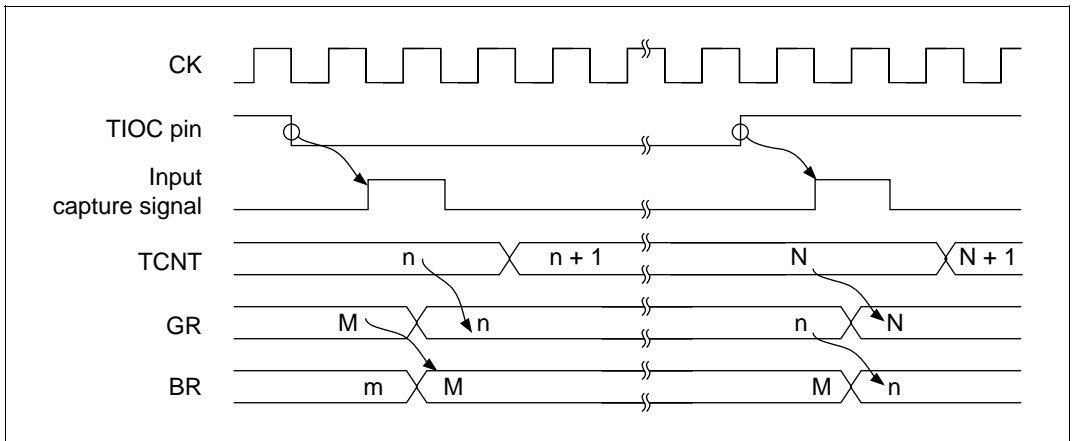 CK
TIOC pin
Input
capture signal
TCNT n n + 1 N N + 1
GR M n n N
BR m M M n